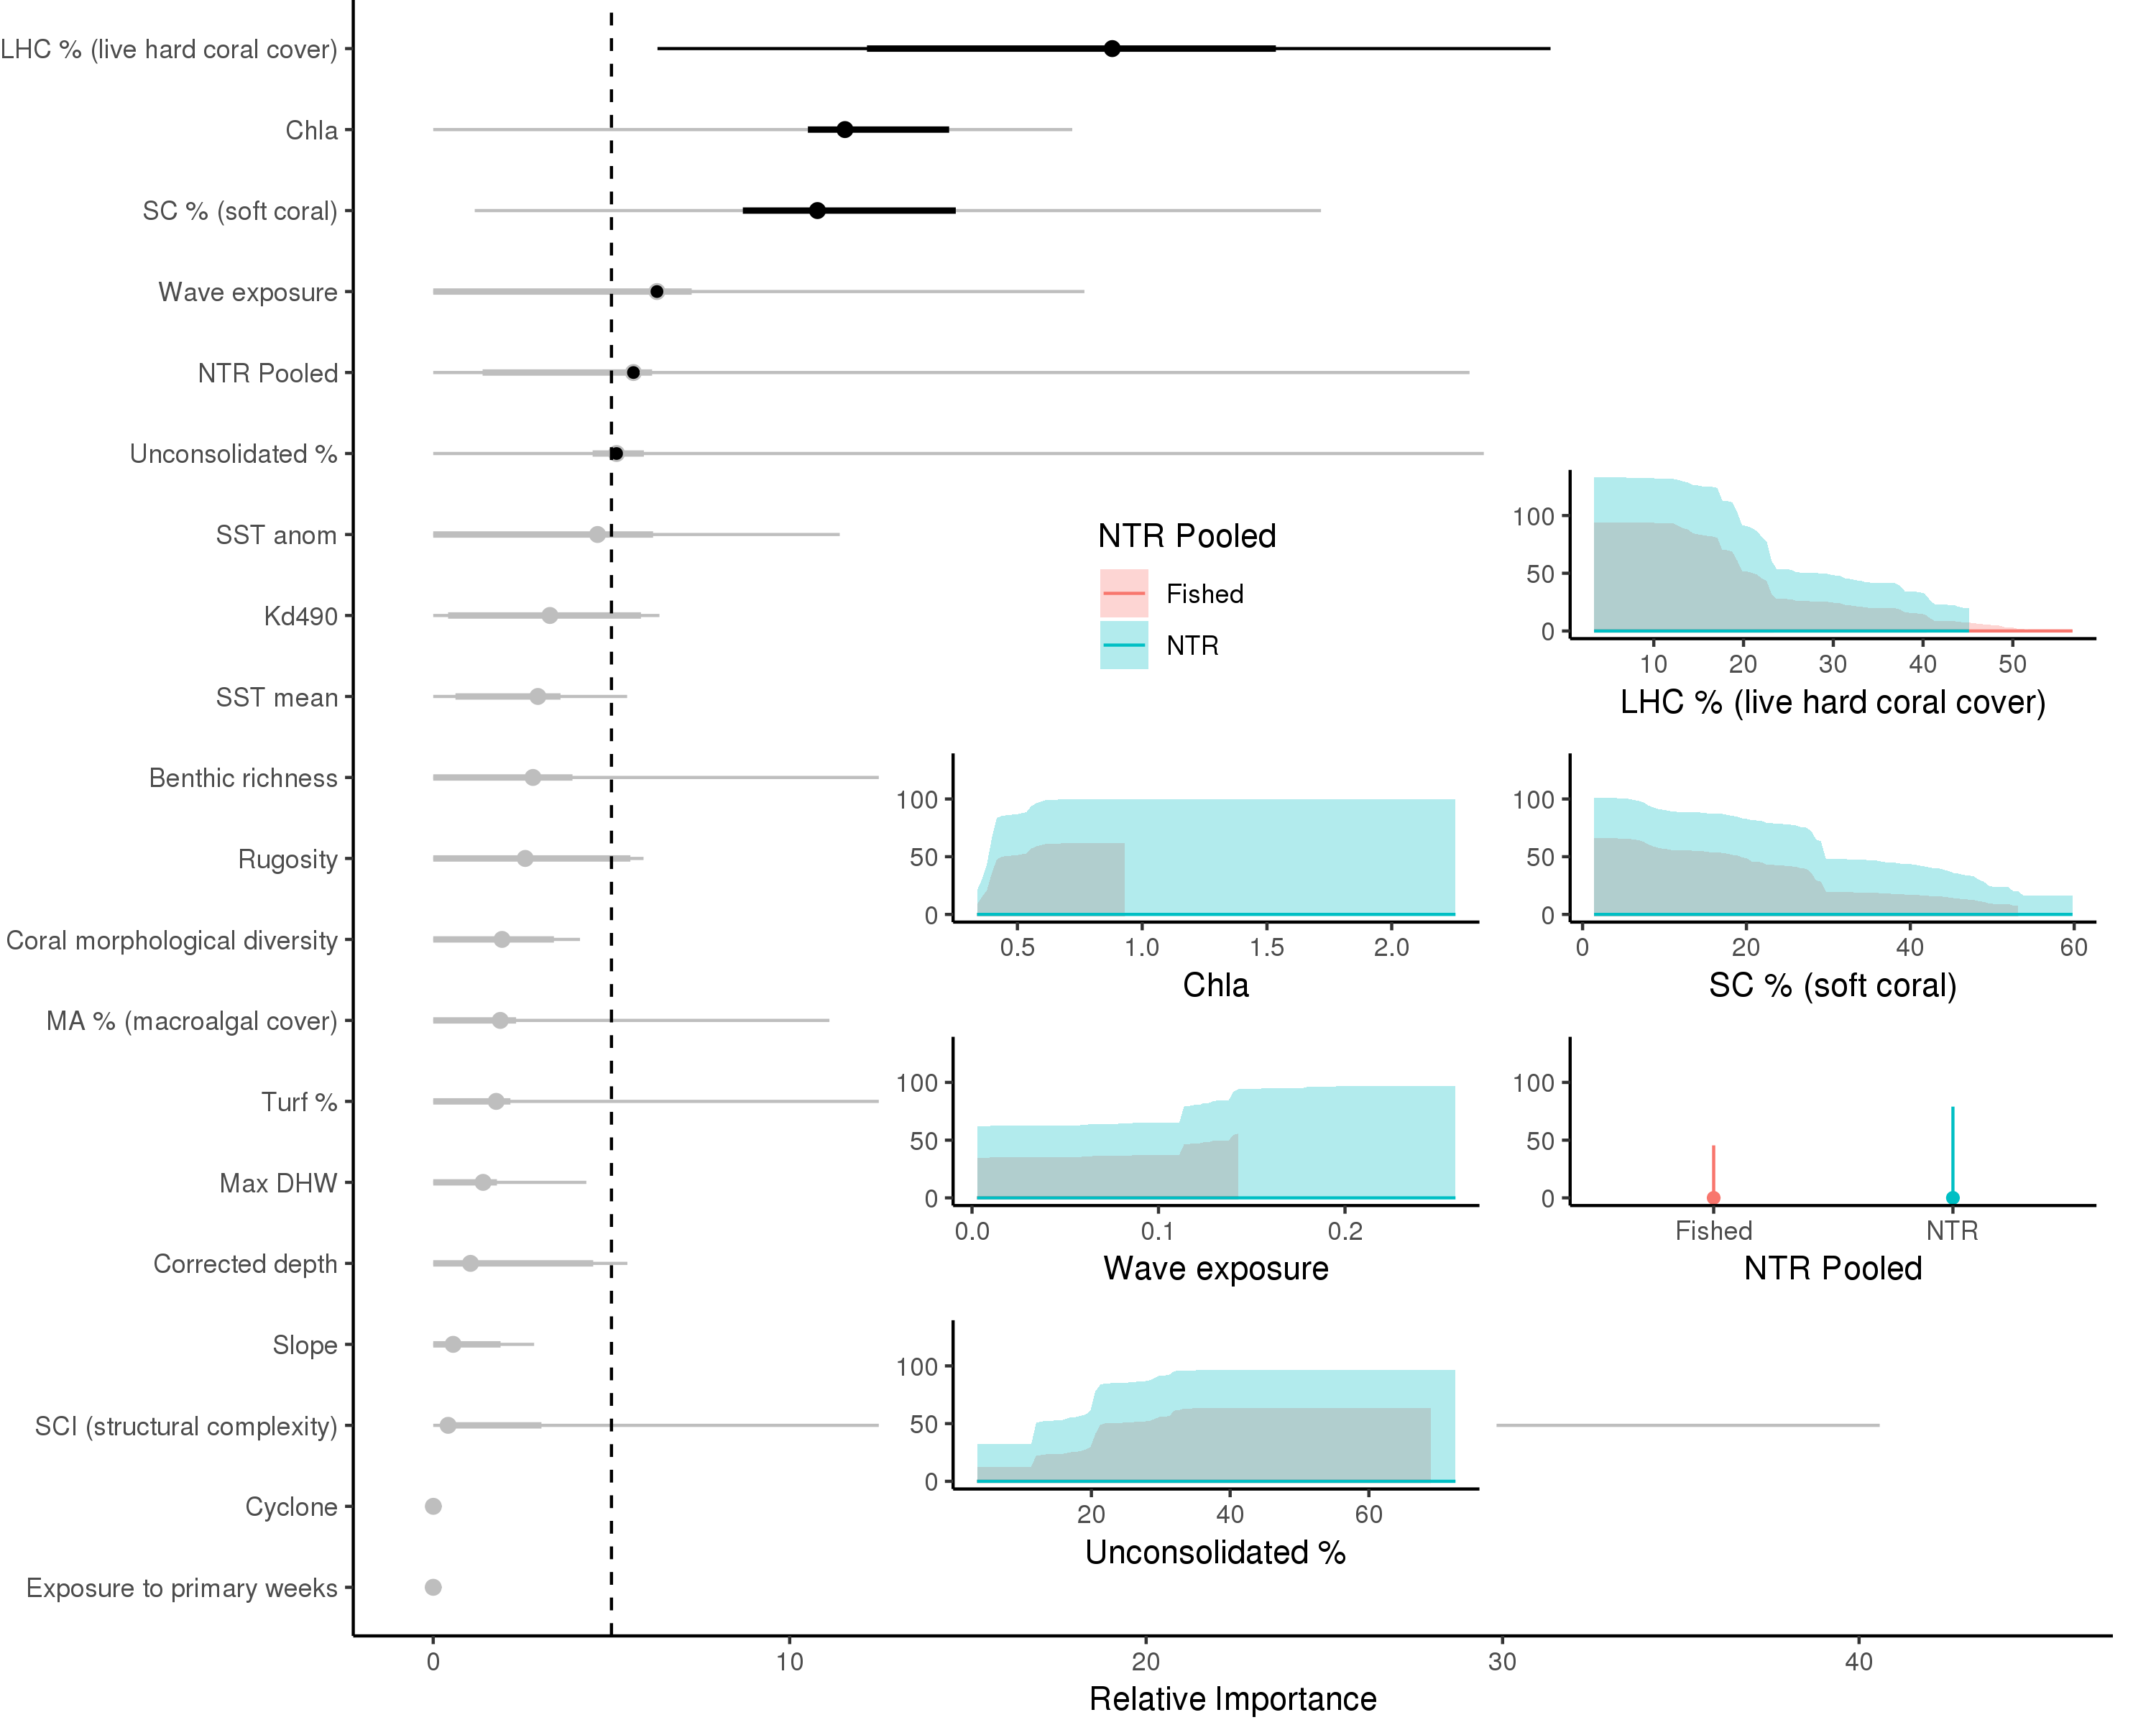 LHC % (live hard coral cover)
Chla
SC % (soft coral)
Wave exposure
NTR Pooled
Unconsolidated %
SST anom
Kd490
SST mean
Benthic richness
Rugosity
Coral morphological diversity
MA % (macroalgal cover)
Turf %
Max DHW
Corrected depth
Slope
SCI (structural complexity)
Cyclone
Exposure to primary weeks
0 10 20 30 40
Relative Importance
NTR Pooled
Fished
NTR
100
50
0
10 20 30 40 50
LHC % (live hard coral cover)
100
50
0
0.5 1.0 1.5 2.0
Chla
100
50
0
0 20 40 60
SC % (soft coral)
100
50
0
0.0 0.1 0.2
Wave exposure
100
50
0
Fished NTR
NTR Pooled
100
50
0
20 40 60
Unconsolidated %